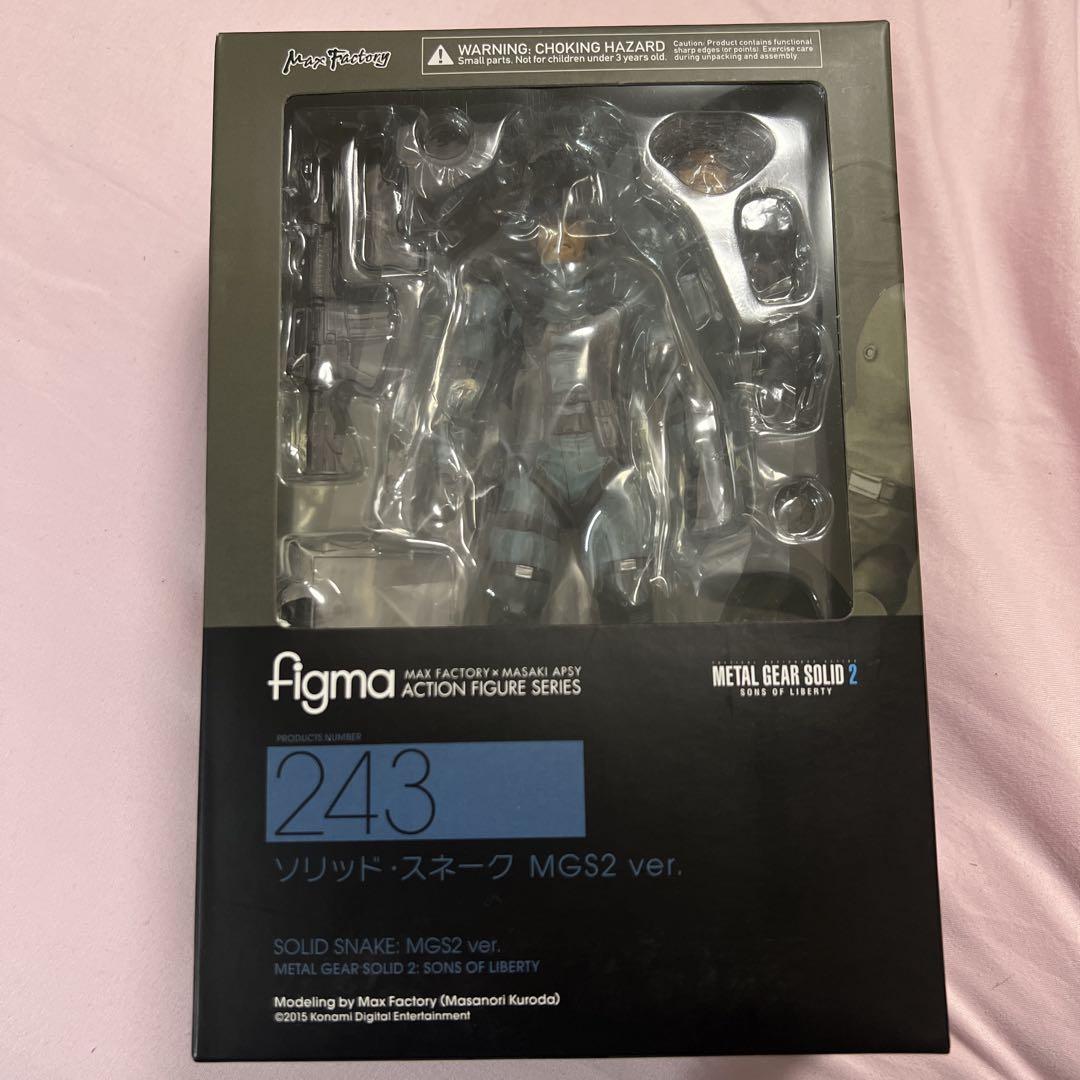 Max Factory
WARNING: CHOKING HAZARD
Small parts. Not for children under 3 years old.
Caution: Product contains functional
sharp edges (or points). Exercise care
during unpacking and assembly.
figma
MAX FACTORY × MASAKI APSY
ACTION FIGURE SERIES
METAL GEAR SOLID 2
SONS OF LIBERTY
PRODUCTS NUMBER
243
ソリッド・スネーク MGS2 ver.
SOLID SNAKE: MGS2 ver.
METAL GEAR SOLID 2: SONS OF LIBERTY
Modeling by Max Factory (Masanori Kuroda)
©2015 Konami Digital Entertainment